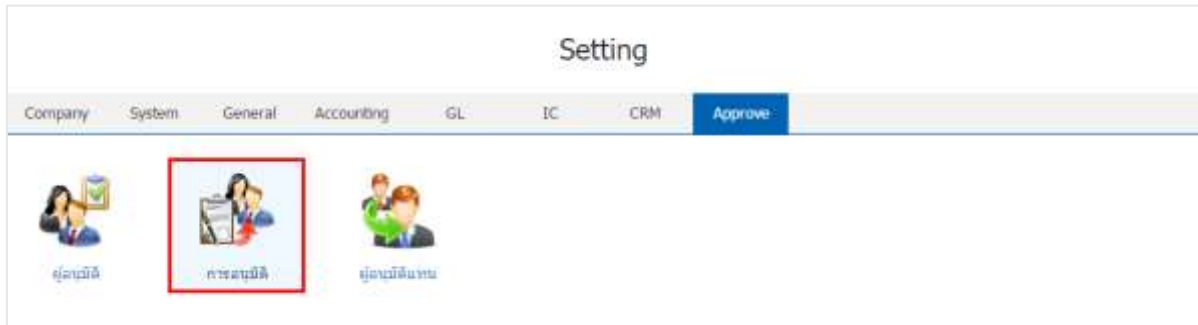 Setting
Company System General Accounting GL IC CRM Approve
ผู้อนุมัติ การอนุมัติ ผู้อนุมัติแทน